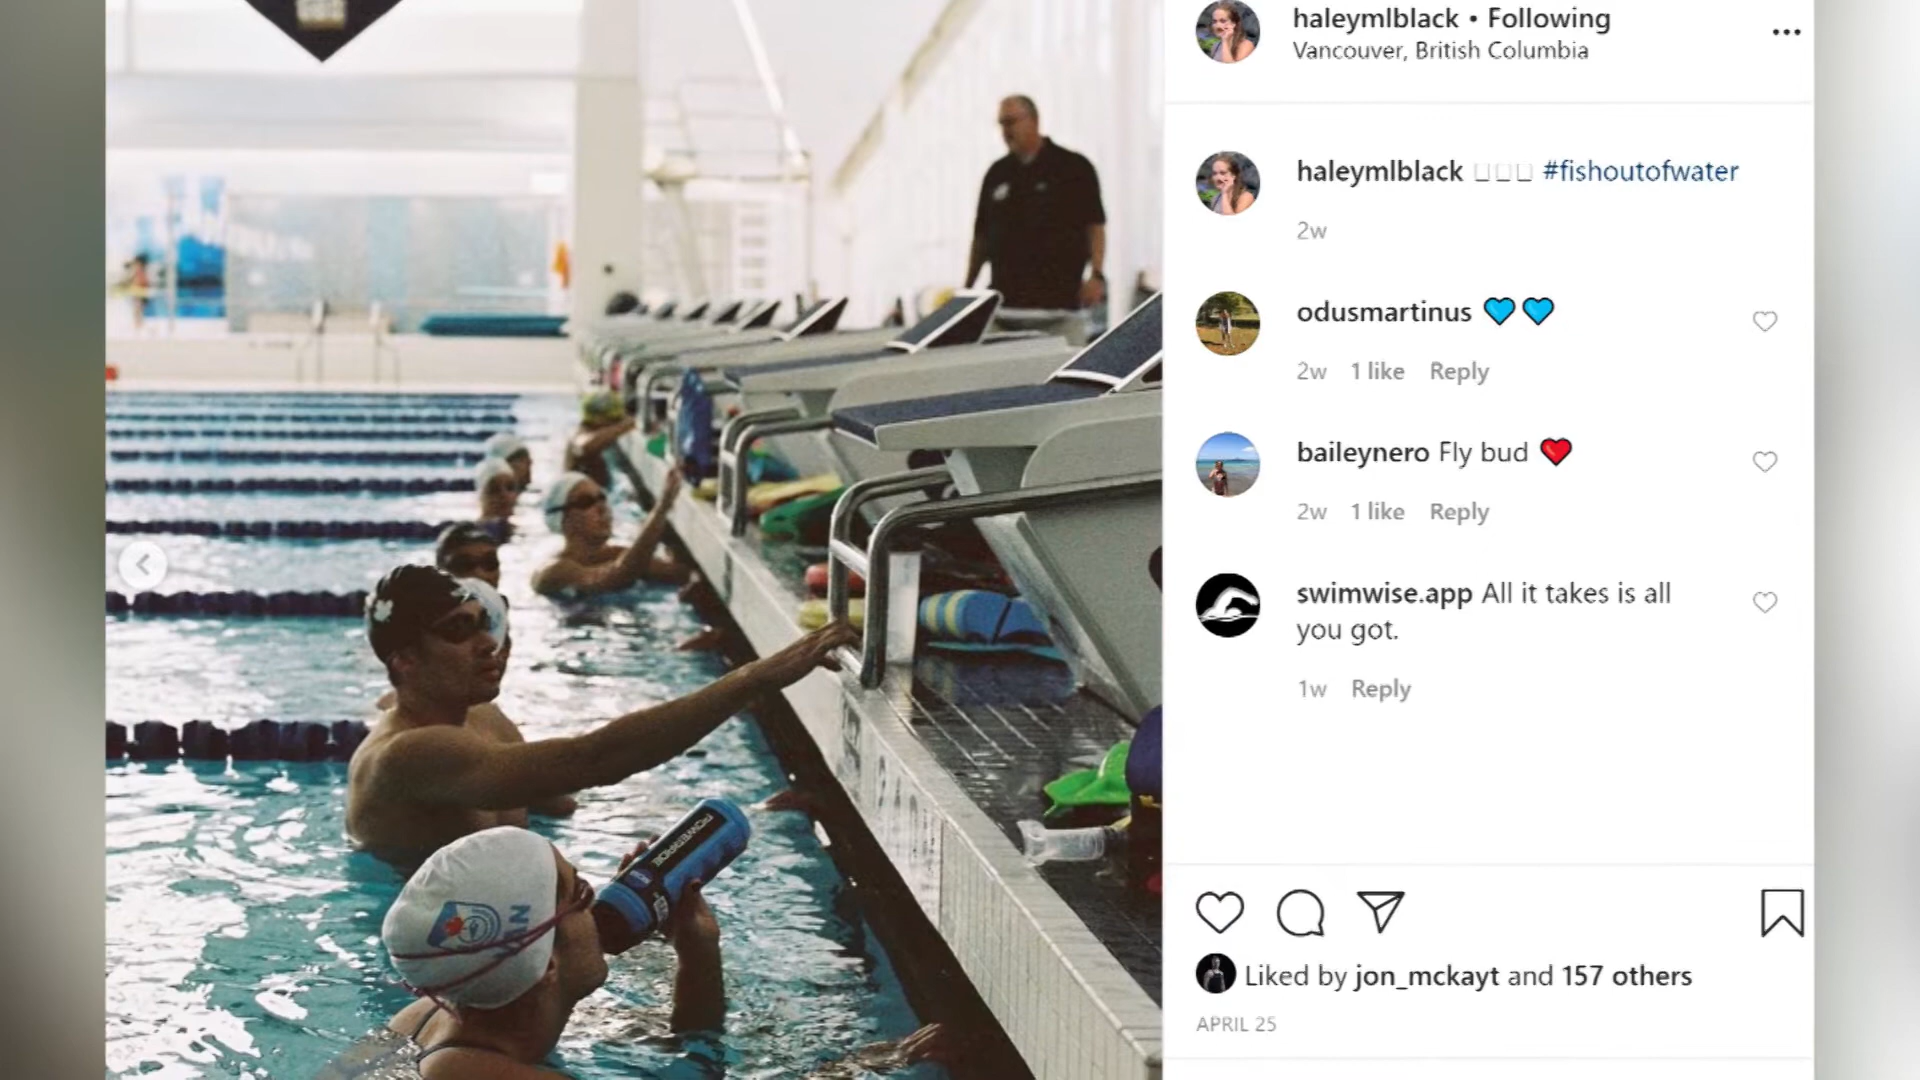 haleymlblack • Following
Vancouver, British Columbia
haleymlblack #fishoutofwater
2w
odusmartinus
2w 1 like Reply
baileynero Fly bud
2w 1 like Reply
swimwise.app All it takes is all
you got.
1w Reply
POWERADE
Liked by jon_mckayt and 157 others
APRIL 25